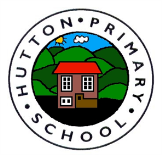 HUTTON • PRIMARY
• SCHOOL •